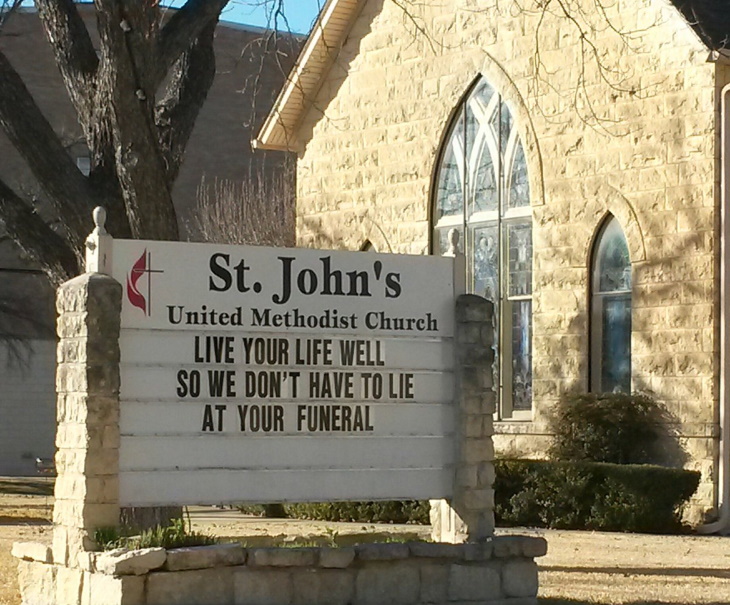 St. John's
United Methodist Church
LIVE YOUR LIFE WELL
SO WE DON'T HAVE TO LIE
AT YOUR FUNERAL